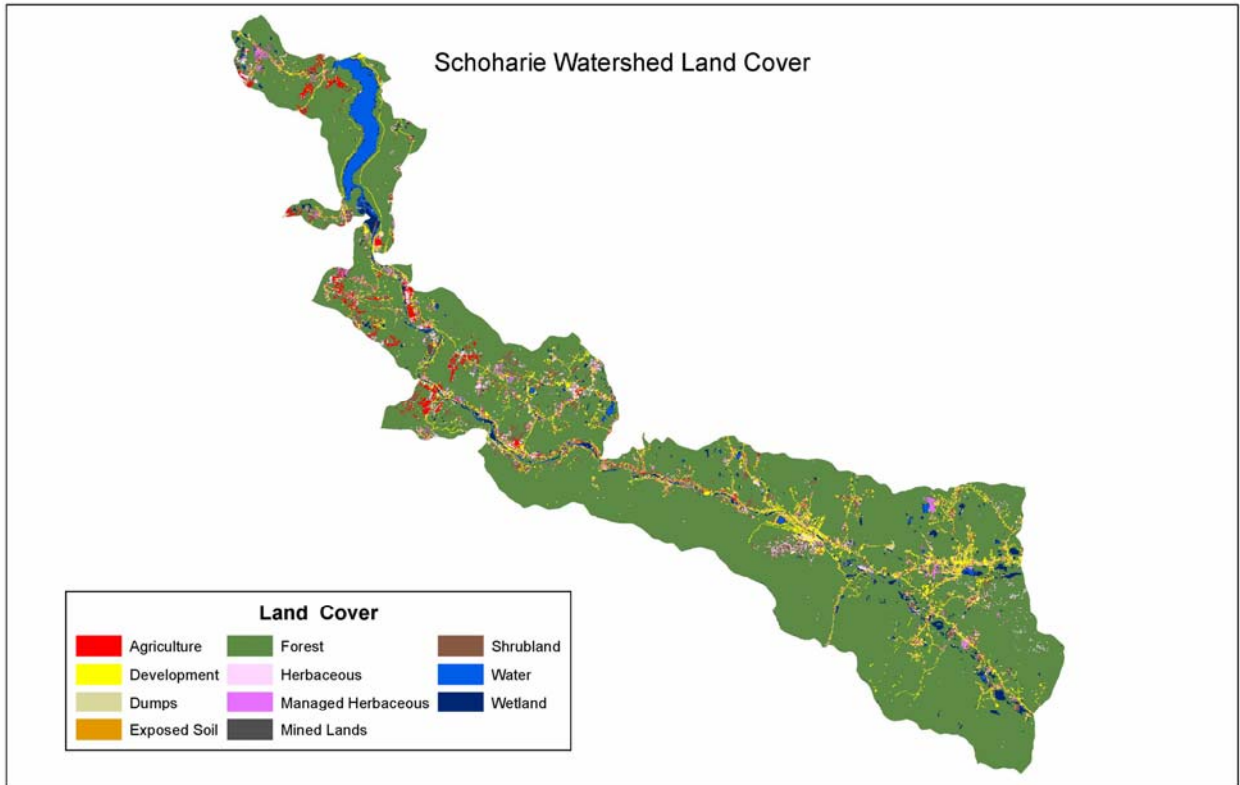 Schoharie Watershed Land Cover
Land Cover
Agriculture
Forest
Shrubland
Development
Herbaceous
Water
Dumps
Managed Herbaceous
Wetland
Exposed Soil
Mined Lands